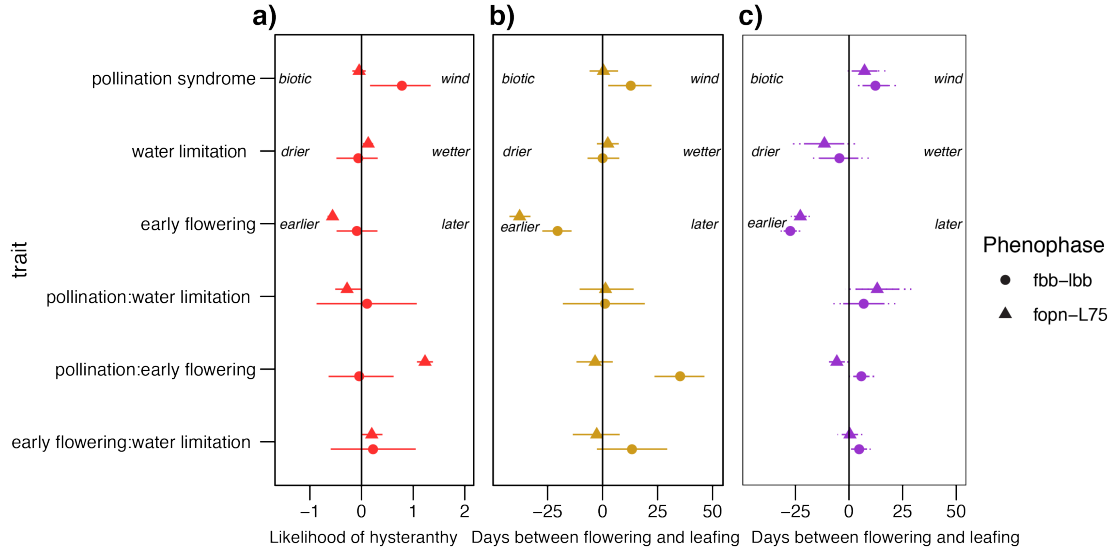 a) b) c)
pollination syndrome biotic wind biotic wind biotic wind
water limitation drier wetter drier wetter drier wetter
early flowering earlier later earlier later earlier later
trait
pollination:water limitation
pollination:early flowering
early flowering:water limitation
Phenophase
fbb−lbb
fopn−L75
−1 0 1 2 −25 0 25 50 −25 0 25 50
Likelihood of hysteranthy Days between flowering and leafing Days between flowering and leafing